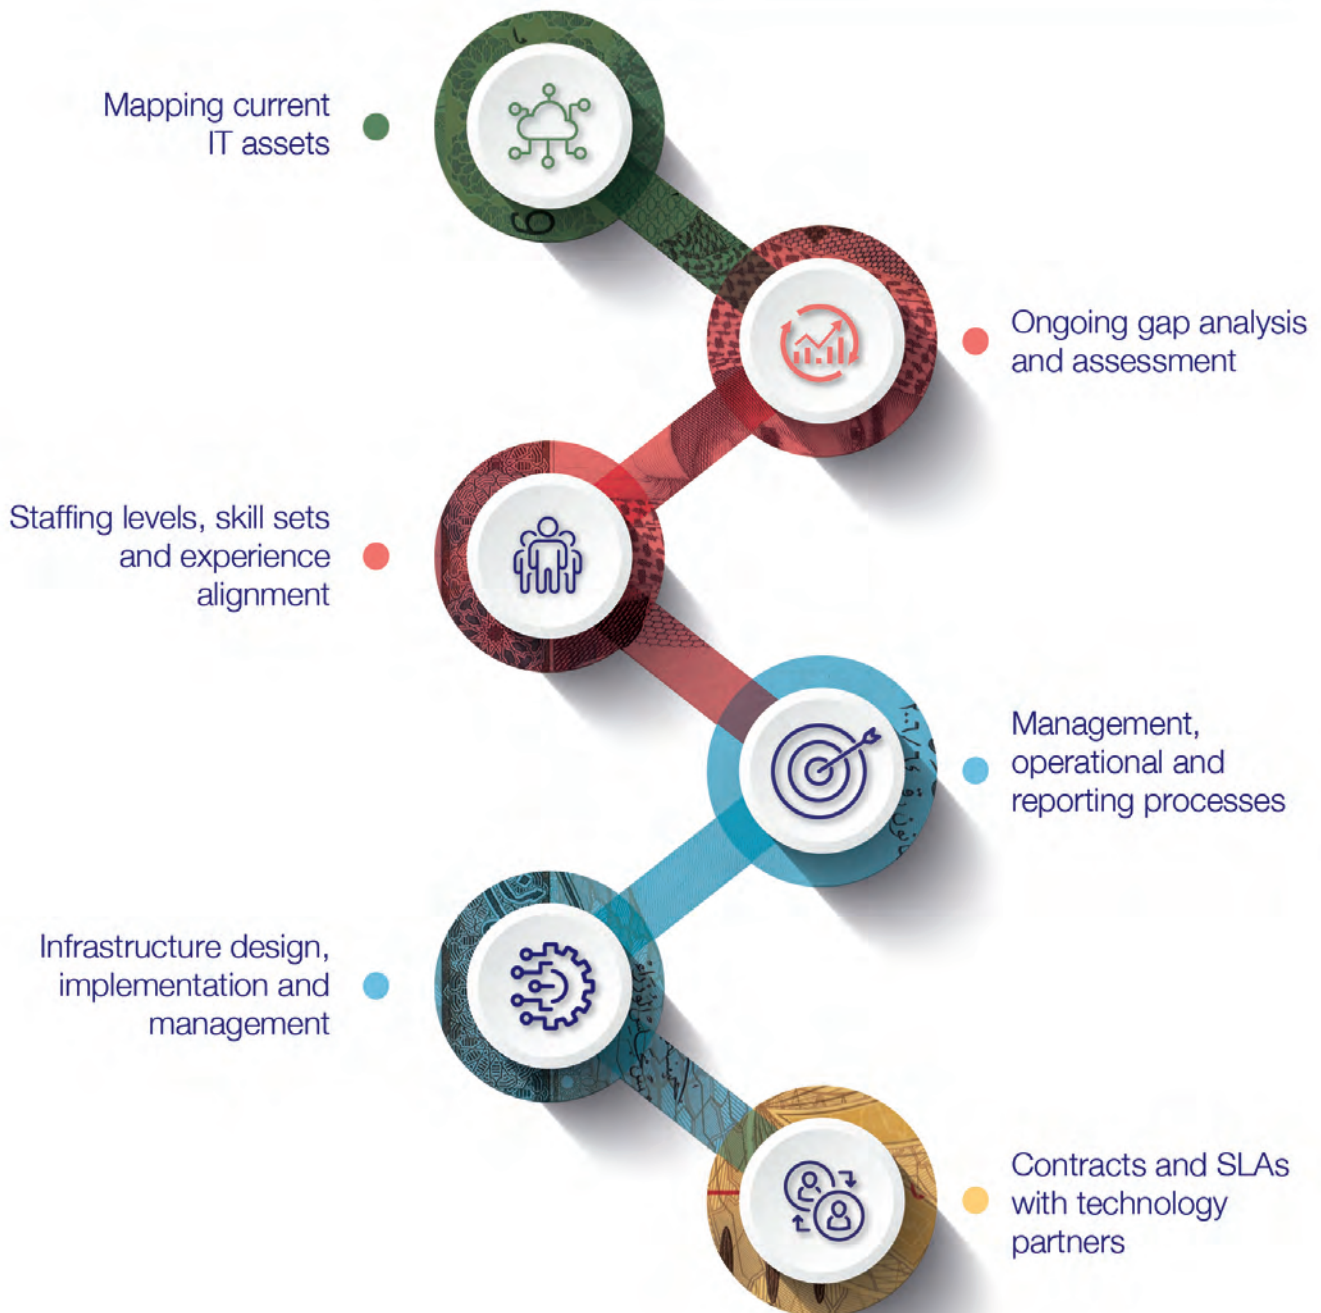 Mapping current
IT assets
Ongoing gap analysis
and assessment
Staffing levels, skill sets
and experience
alignment
Management,
operational and
reporting processes
Infrastructure design,
implementation and
management
Contracts and SLAs
with technology
partners